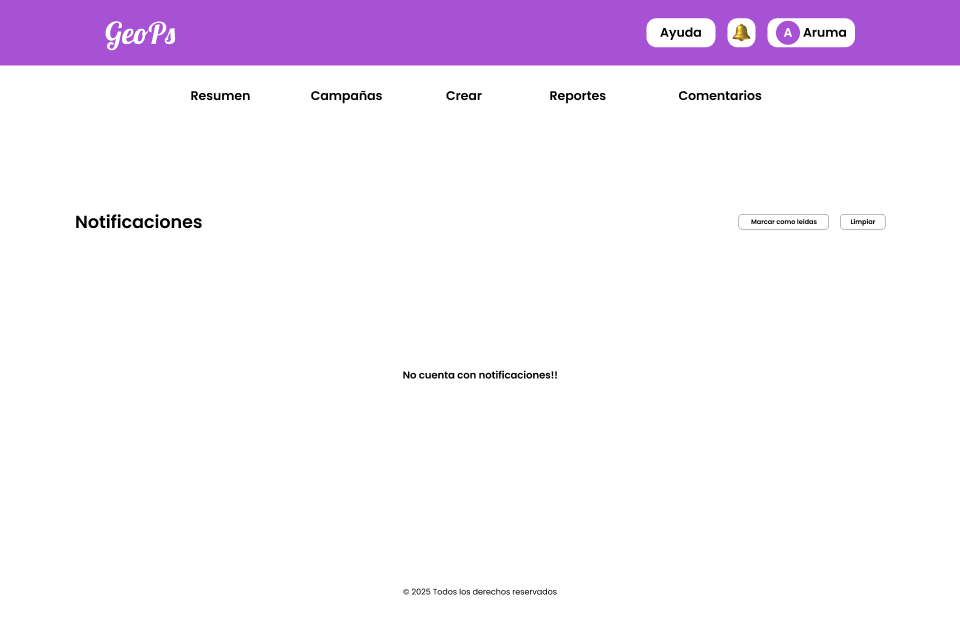 GeoPs
Ayuda
A Aruma
Resumen Campañas Crear Reportes Comentarios
Notificaciones
Marcar como leídas
Limpiar
No cuenta con notificaciones!!
© 2025 Todos los derechos reservados